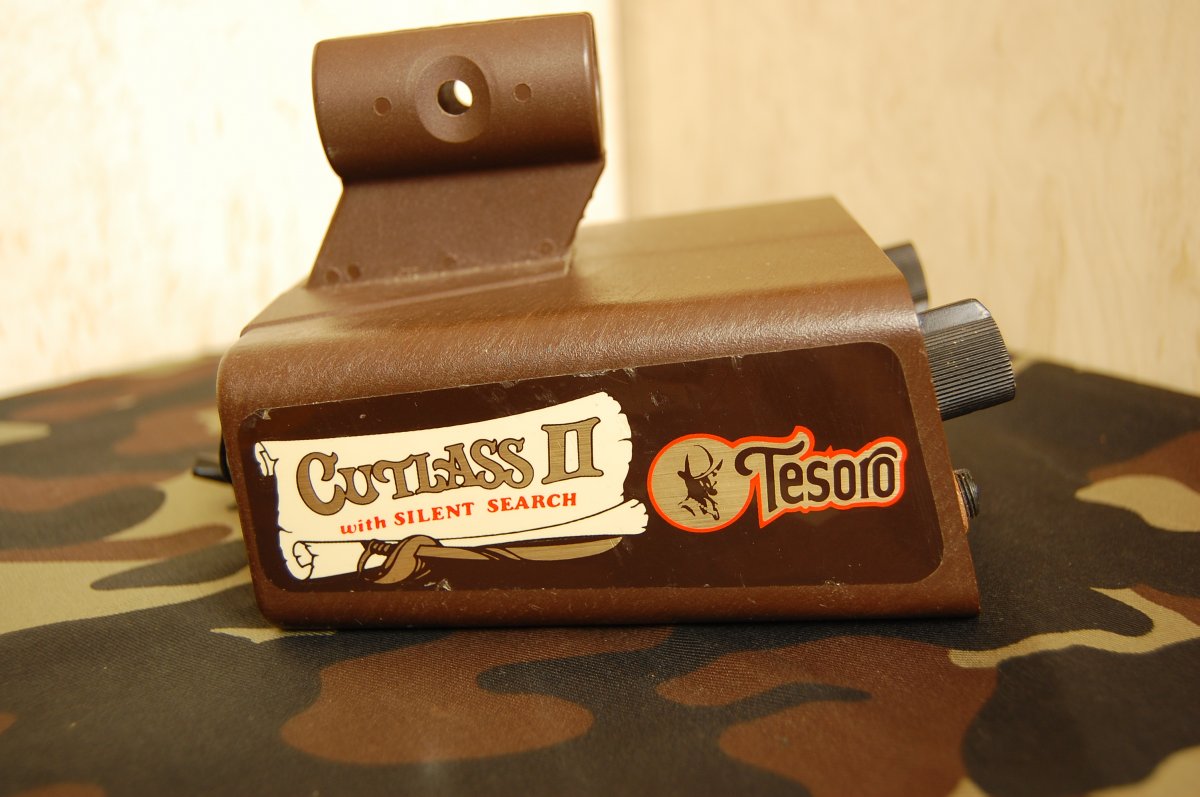 CUTLASS II
with SILENT SEARCH
Tesoro